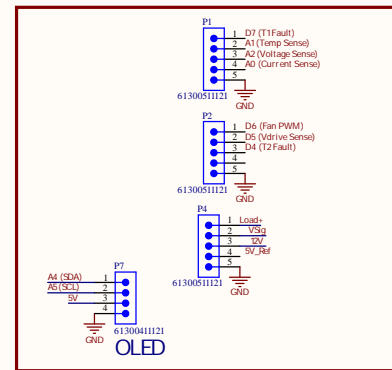 P1
1 D7 (T1Fault)
2 A1 (Temp Sense)
3 A2 (Voltage Sense)
4 A0 (Current Sense)
5
GND
61300511121
P2
1 D6 (Fan PWM)
2 D5 (Vdrive Sense)
3 D4 (T2Fault)
4
5
GND
61300511121
P4
1 Load+
2 VSig
3 12V
4 5V_Ref
5
61300511121
GND
P7
A4 (SDA) 1
A5 (SCL) 2
5V 3
4
GND
61300411121
OLED